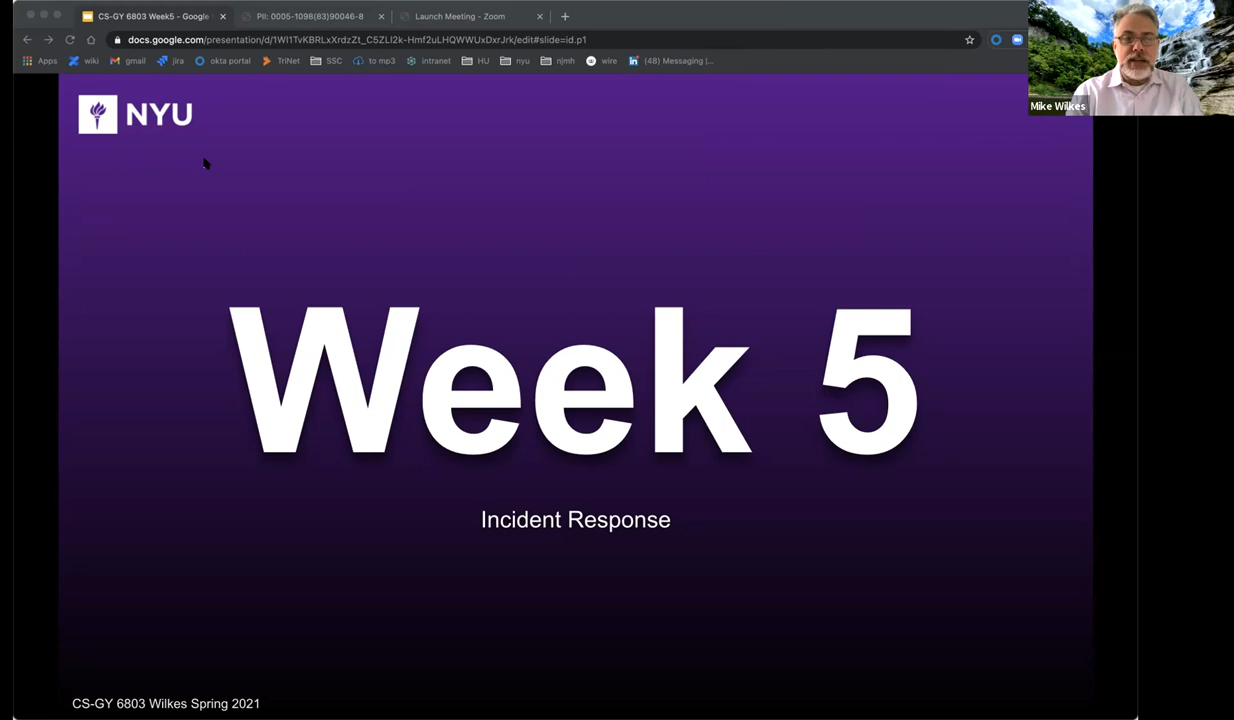 CS-GY 6803 Week5 - Google
PII: 0005-1098(83)90046-8
Launch Meeting - Zoom
docs.google.com/presentation/d/1WI1TvKBRLxXrdzZt_C5ZLI2k-Hmf2uLHQWWUxDxrJrk/edit#slide=id.p1
Apps wiki gmail jira okta portal TriNet SSC to mp3 intranet HU nyu njmh wire (48) Messaging |...
Mike Wilkes
NYU
Week 5
Incident Response
CS-GY 6803 Wilkes Spring 2021